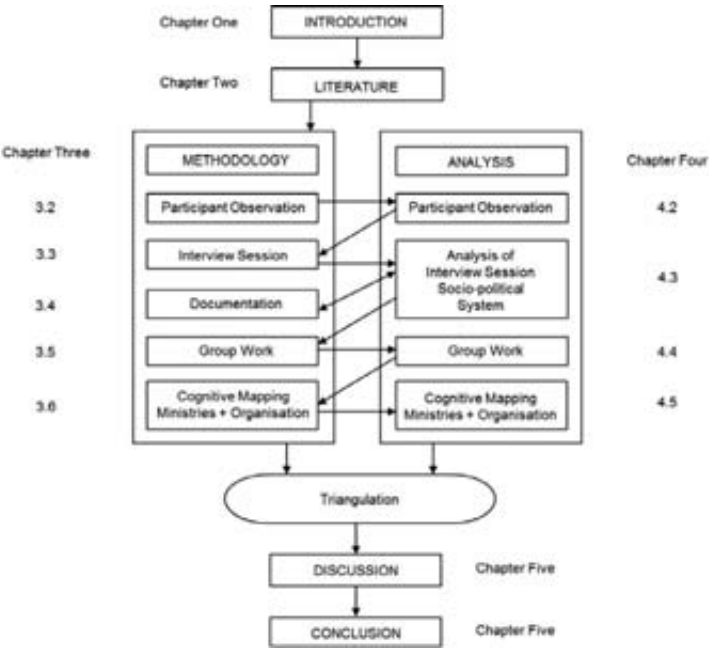 Chapter One
INTRODUCTION
Chapter Two
LITERATURE
Chapter Three
METHODOLOGY
ANALYSIS
Chapter Four
3.2
Participant Observation
Participant Observation
4.2
3.3
Interview Session
Analysis of
Interview Session
Socio-political
System
4.3
3.4
Documentation
3.5
Group Work
Group Work
4.4
3.6
Cognitive Mapping
Ministries + Organisation
Cognitive Mapping
Ministries + Organisation
4.5
Triangulation
DISCUSSION
Chapter Five
CONCLUSION
Chapter Five